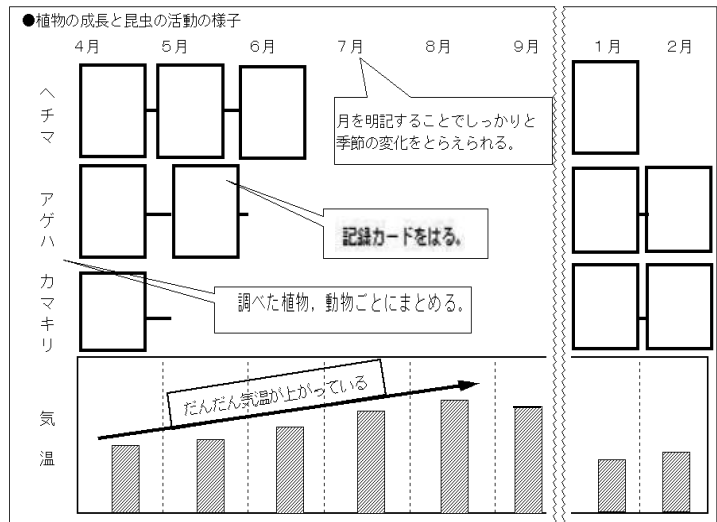 ●植物の成長と昆虫の活動の様子
4月 5月 6月 7月 8月 9月 1月 2月
ヘチマ
月を明記することでしっかりと
季節の変化をとらえられる。
アゲハ
記録カードをはる。
カマキリ
調べた植物，動物ごとにまとめる。
だんだん気温が上がっている
気温